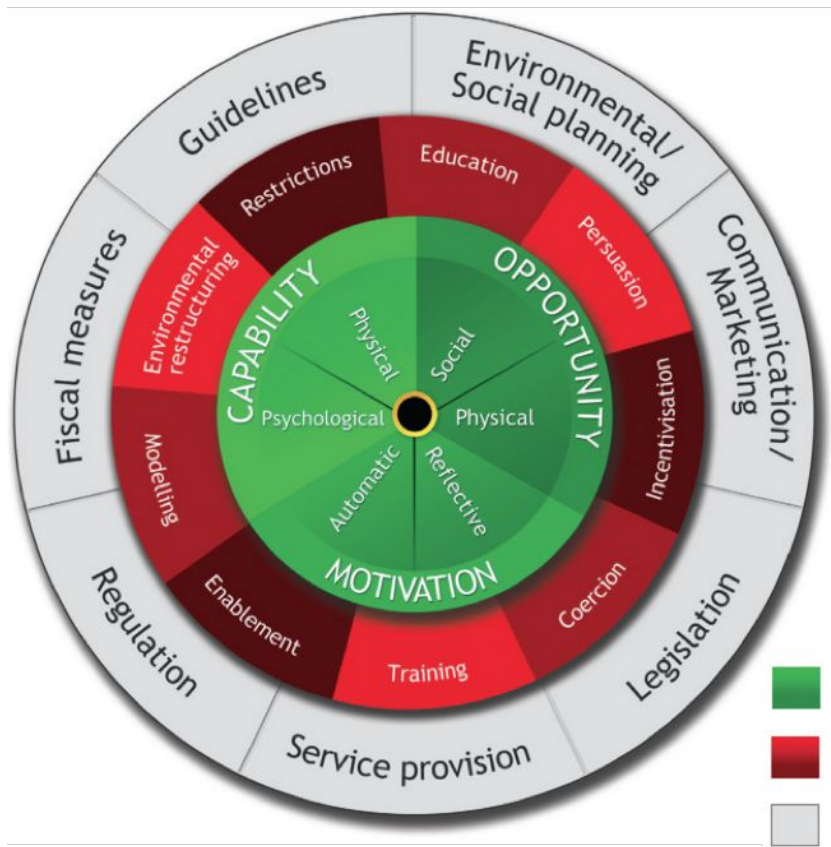 Guidelines
Environmental/
Social planning
Communication/
Marketing
Legislation
Service provision
Regulation
Fiscal measures
Restrictions
Education
Persuasion
Incentivisation
Coercion
Training
Enablement
Modelling
Environmental
restructuring
CAPABILITY
OPPORTUNITY
MOTIVATION
Physical
Social
Psychological
Physical
Automatic
Reflective